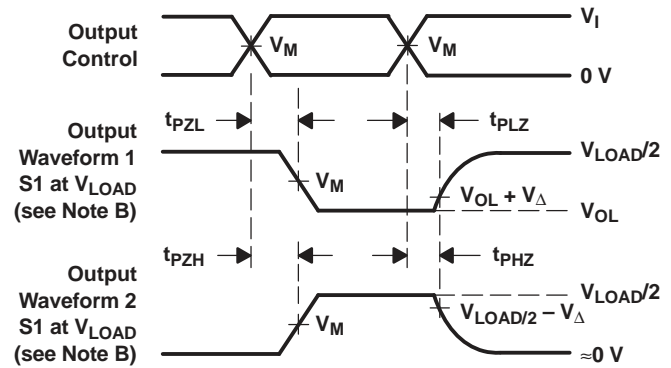 Output
Control
V_M
V_M
V_I
0 V
t_PZL
t_PLZ
Output
Waveform 1
S1 at V_LOAD
(see Note B)
V_M
V_LOAD/2
V_OL + V_Δ
V_OL
t_PZH
t_PHZ
Output
Waveform 2
S1 at V_LOAD
(see Note B)
V_M
V_LOAD/2
V_LOAD/2 – V_Δ
≈0 V